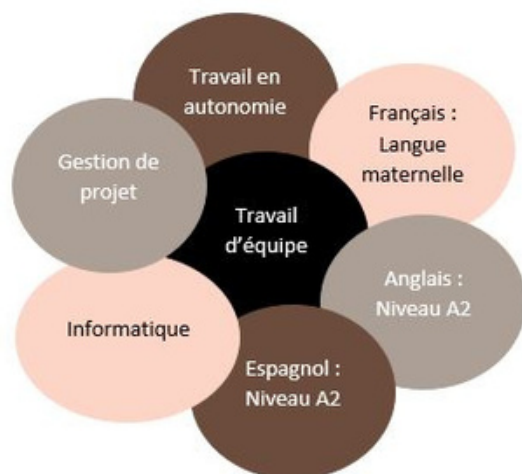 Travail en
autonomie
Français :
Langue
maternelle
Gestion de
projet
Travail
d'équipe
Anglais :
Niveau A2
Informatique
Espagnol :
Niveau A2